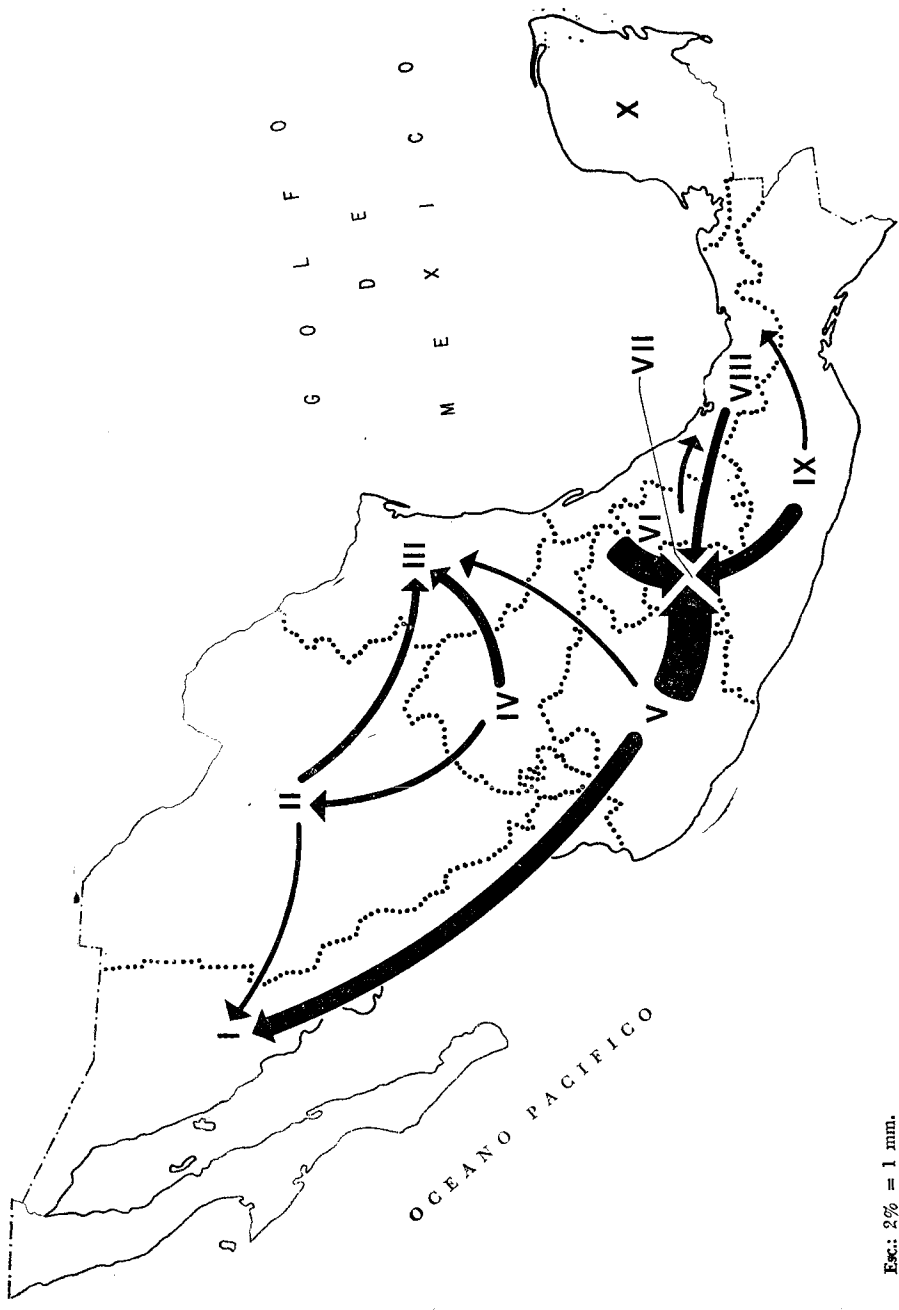 GOLFO
DE
MEXICO
I
II
III
IV
V
VI
VII
VIII
IX
X
OCEANO PACIFICO
Esc.: 2% = 1 mm.